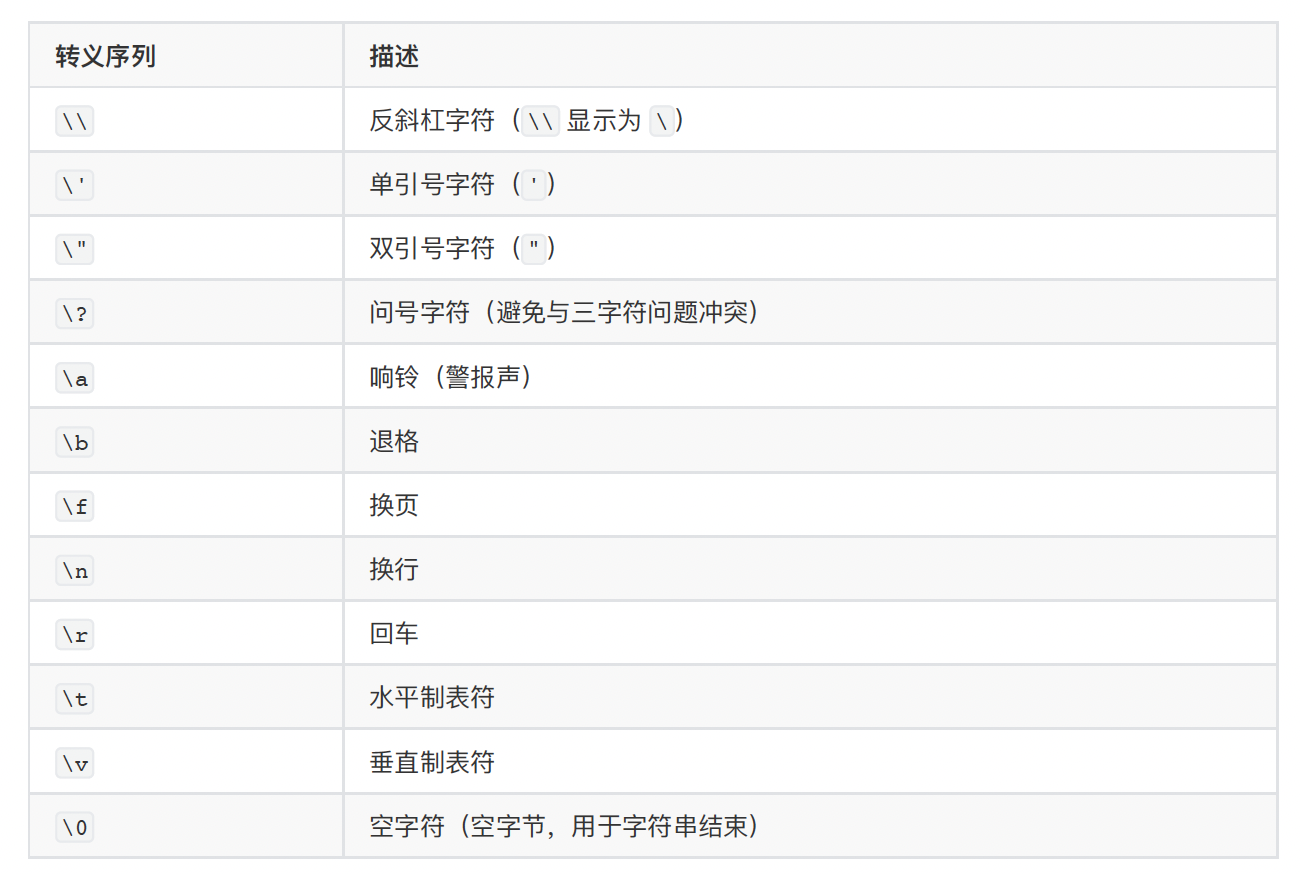 转义序列 描述
\\ 反斜杠字符（\\ 显示为 \）
\' 单引号字符（'）
\" 双引号字符（"）
\? 问号字符（避免与三字符问题冲突）
\a 响铃（警报声）
\b 退格
\f 换页
\n 换行
\r 回车
\t 水平制表符
\v 垂直制表符
\0 空字符（空字节，用于字符串结束）